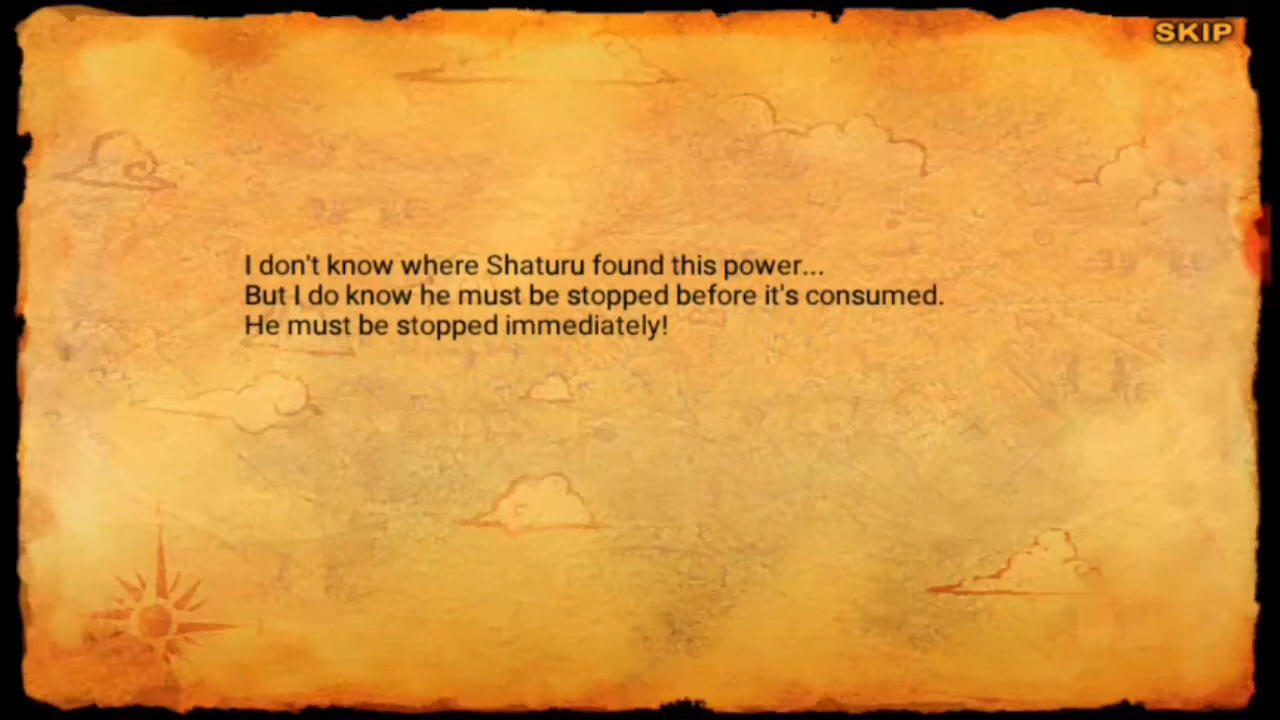 SKIP
I don't know where Shaturu found this power...
But I do know he must be stopped before it's consumed.
He must be stopped immediately!